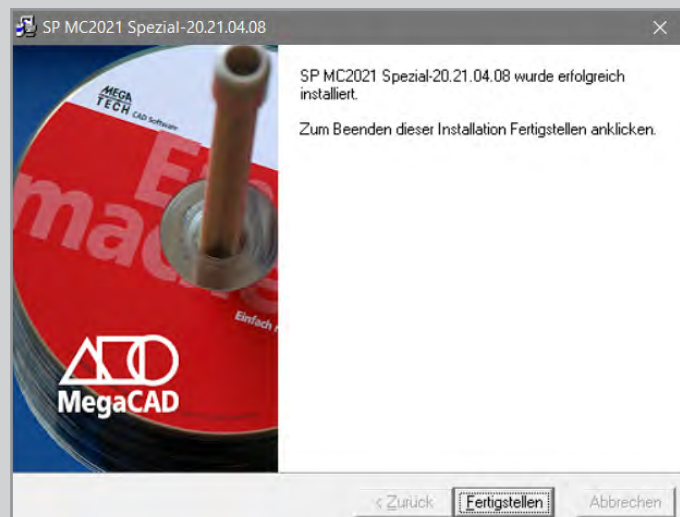 SP MC2021 Spezial-20.21.04.08
SP MC2021 Spezial-20.21.04.08 wurde erfolgreich
installiert.
Zum Beenden dieser Installation Fertigstellen anklicken.
MEGA
TECH CAD Software
Einfach
MegaCAD
< Zurück
Fertigstellen
Abbrechen